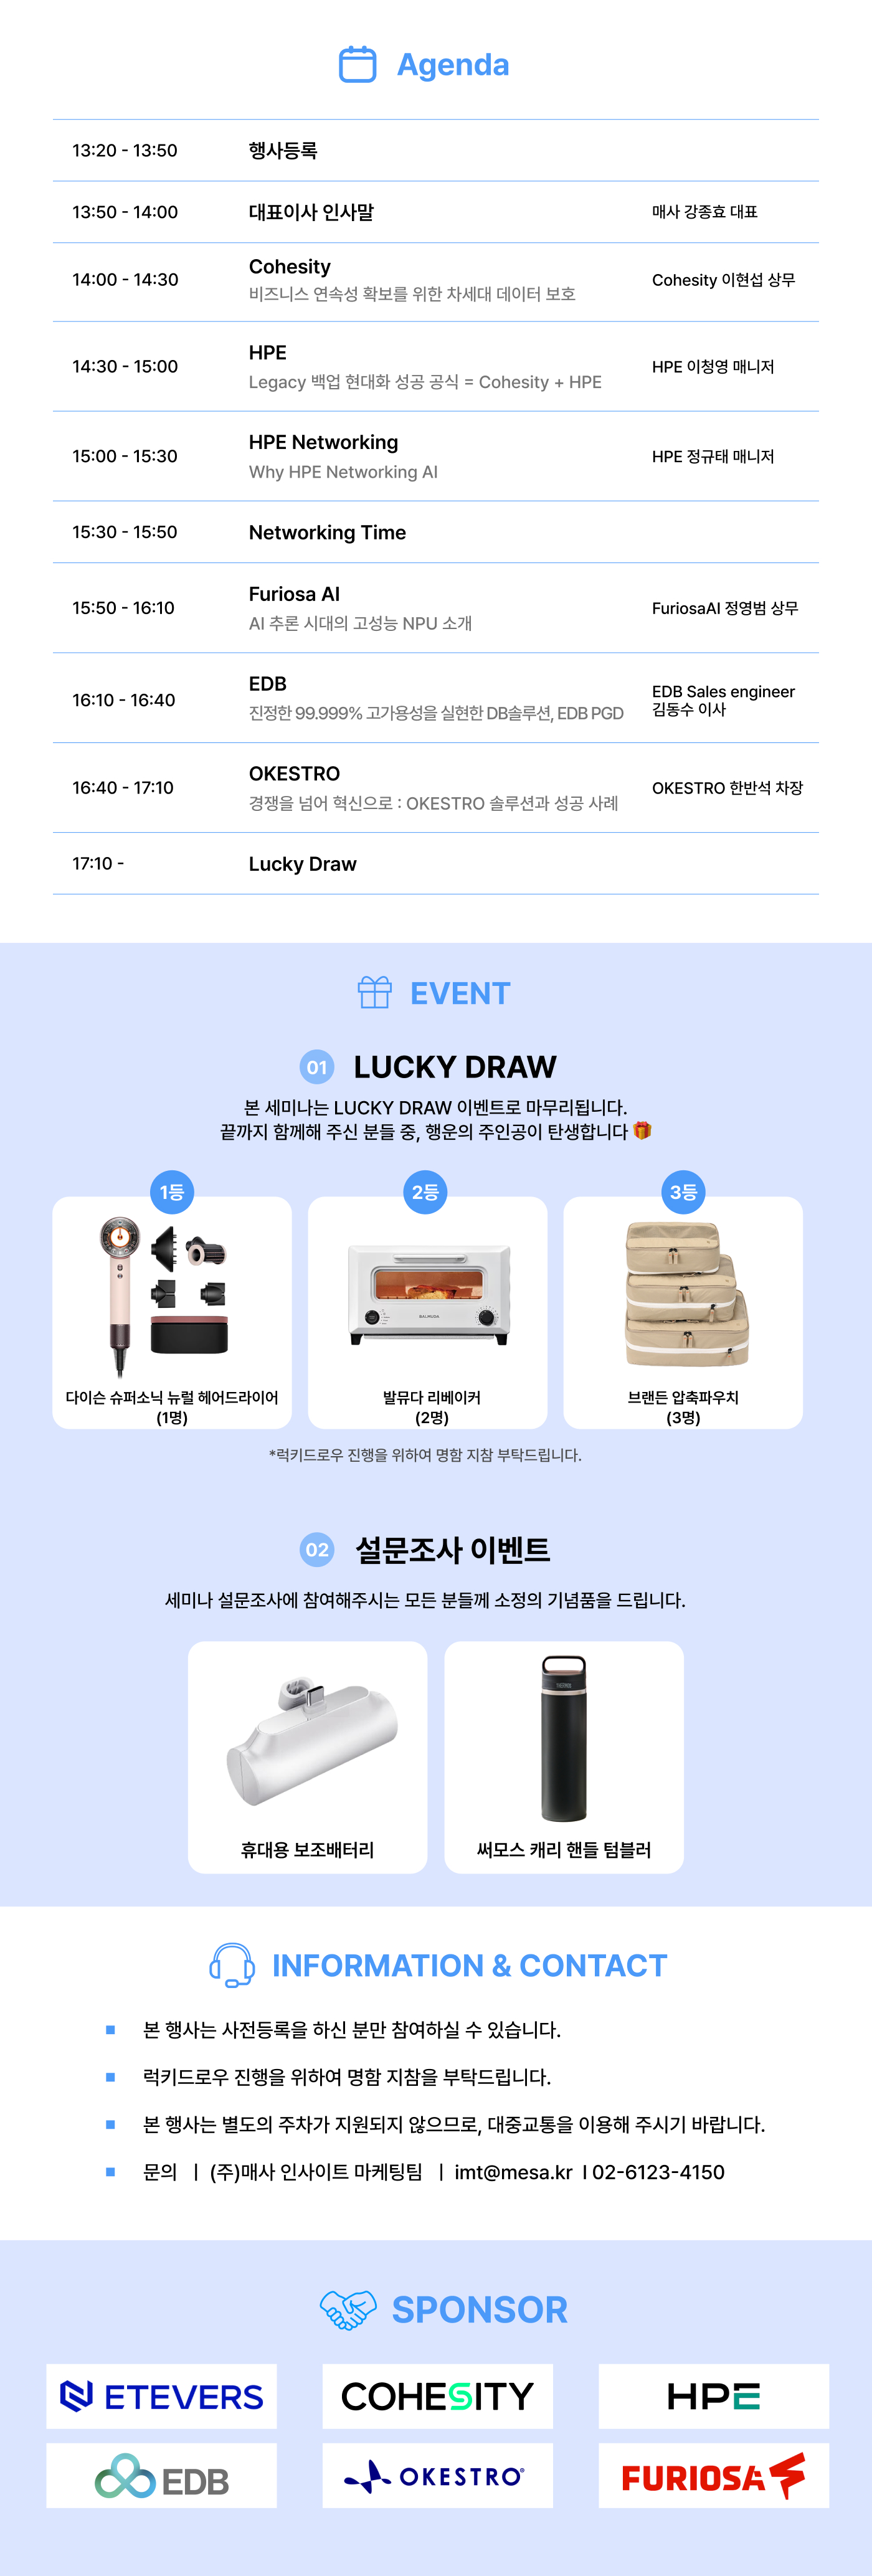 Agenda
13:20 - 13:50 행사등록
13:50 - 14:00 대표이사 인사말 매사 강종효 대표
Cohesity
14:00 - 14:30 비즈니스 연속성 확보를 위한 차세대 데이터 보호 Cohesity 이현섭 상무
HPE
14:30 - 15:00 Legacy 백업 현대화 성공 공식 = Cohesity + HPE HPE 이청영 매니저
HPE Networking
15:00 - 15:30 Why HPE Networking AI HPE 정규태 매니저
15:30 - 15:50 Networking Time
Furiosa AI
15:50 - 16:10 AI 추론 시대의 고성능 NPU 소개 FuriosaAI 정영범 상무
EDB EDB Sales engineer
16:10 - 16:40 진정한 99.999% 고가용성을 실현한 DB솔루션, EDB PGD 김동수 이사
OKESTRO
16:40 - 17:10 경쟁을 넘어 혁신으로 : OKESTRO 솔루션과 성공 사례 OKESTRO 한반석 차장
17:10 - Lucky Draw
EVENT
01 LUCKY DRAW
본 세미나는 LUCKY DRAW 이벤트로 마무리됩니다.
끝까지 함께해 주신 분들 중, 행운의 주인공이 탄생합니다 🎁
1등 2등 3등
BALMUDA
다이슨 슈퍼소닉 뉴럴 헤어드라이어 발뮤다 리베이커 브랜든 압축파우치
(1명) (2명) (3명)
*럭키드로우 진행을 위하여 명함 지참 부탁드립니다.
02 설문조사 이벤트
세미나 설문조사에 참여해주시는 모든 분들께 소정의 기념품을 드립니다.
THERMOS
휴대용 보조배터리 써모스 캐리 핸들 텀블러
INFORMATION & CONTACT
■ 본 행사는 사전등록을 하신 분만 참여하실 수 있습니다.
■ 럭키드로우 진행을 위하여 명함 지참을 부탁드립니다.
■ 본 행사는 별도의 주차가 지원되지 않으므로, 대중교통을 이용해 주시기 바랍니다.
■ 문의 | (주)매사 인사이트 마케팅팀 | imt@mesa.kr I 02-6123-4150
SPONSOR
ETEVERS COHESITY HPE
EDB OKESTRO® FURIOSA